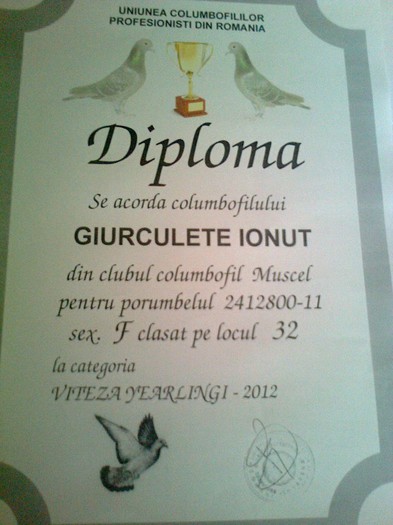 UNIUNEA COLUMBOFILILOR
PROFESIONISTI DIN ROMANIA
Diploma
Se acorda columbofilului
GIURCULETE IONUT
din clubul columbofil Muscel
pentru porumbelul 2412800-11
sex. F clasat pe locul 32
la categoria
VITEZA YEARLINGI - 2012